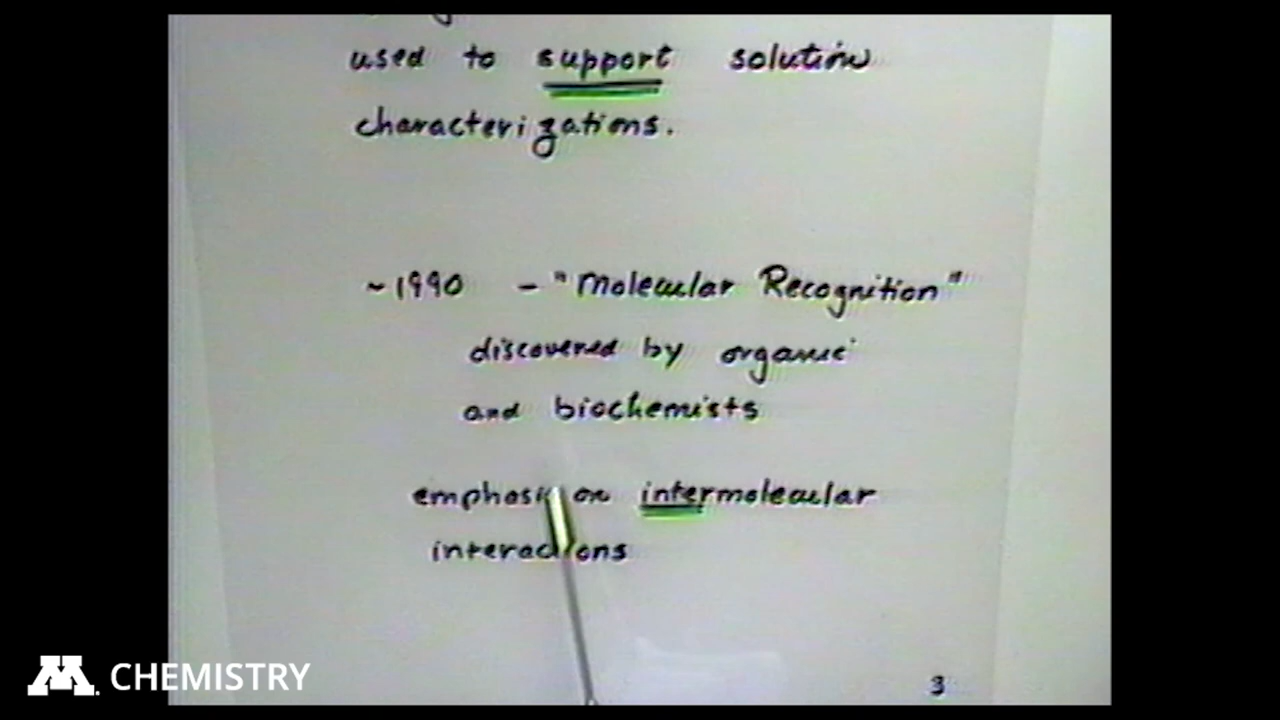 used to support solution
characterizations.
~1990 - "Molecular Recognition"
discovered by organic
and biochemists
emphasis on intermolecular
interactions
3
M. CHEMISTRY